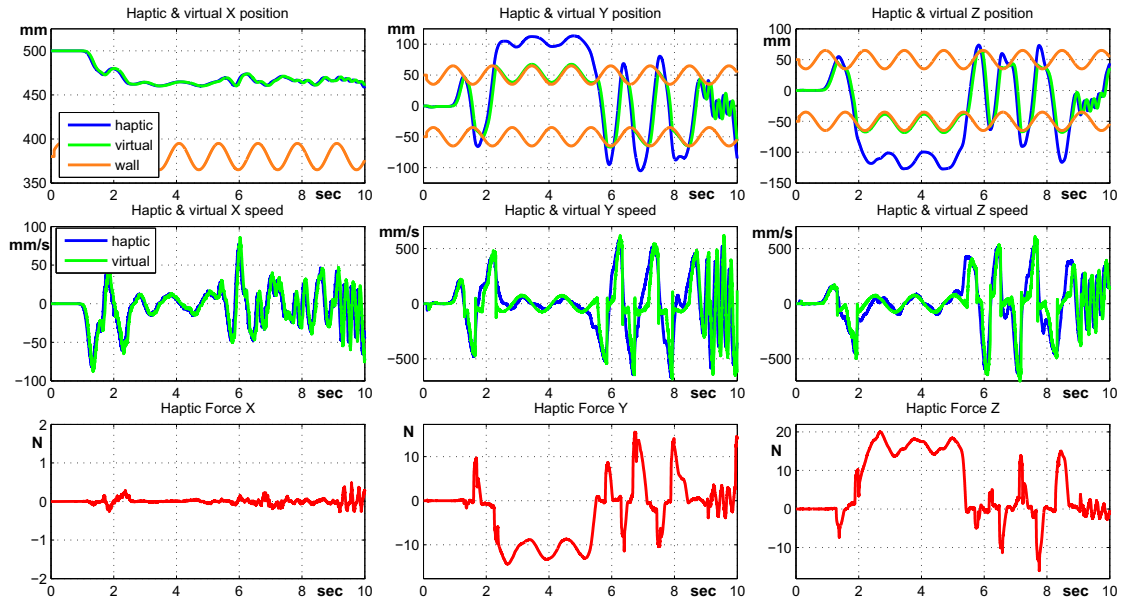 Haptic & virtual X position
mm
500
450
400
350
haptic
virtual
wall
0 2 4 6 8 sec 10
Haptic & virtual Y position
mm
100
50
0
−50
−100
0 2 4 6 8 sec 10
Haptic & virtual Z position
mm
100
50
0
−50
−100
−150
0 2 4 6 8 sec 10
Haptic & virtual X speed
mm/s
100
50
0
−50
−100
haptic
virtual
0 2 4 6 8 sec 10
Haptic & virtual Y speed
mm/s
500
0
−500
0 2 4 6 8 sec 10
Haptic & virtual Z speed
mm/s
500
0
−500
0 2 4 6 8 sec 10
Haptic Force X
N
2
1
0
−1
−2
0 2 4 6 8 sec 10
Haptic Force Y
N
10
0
−10
0 2 4 6 8 sec 10
Haptic Force Z
N
20
10
0
−10
0 2 4 6 8 sec 10